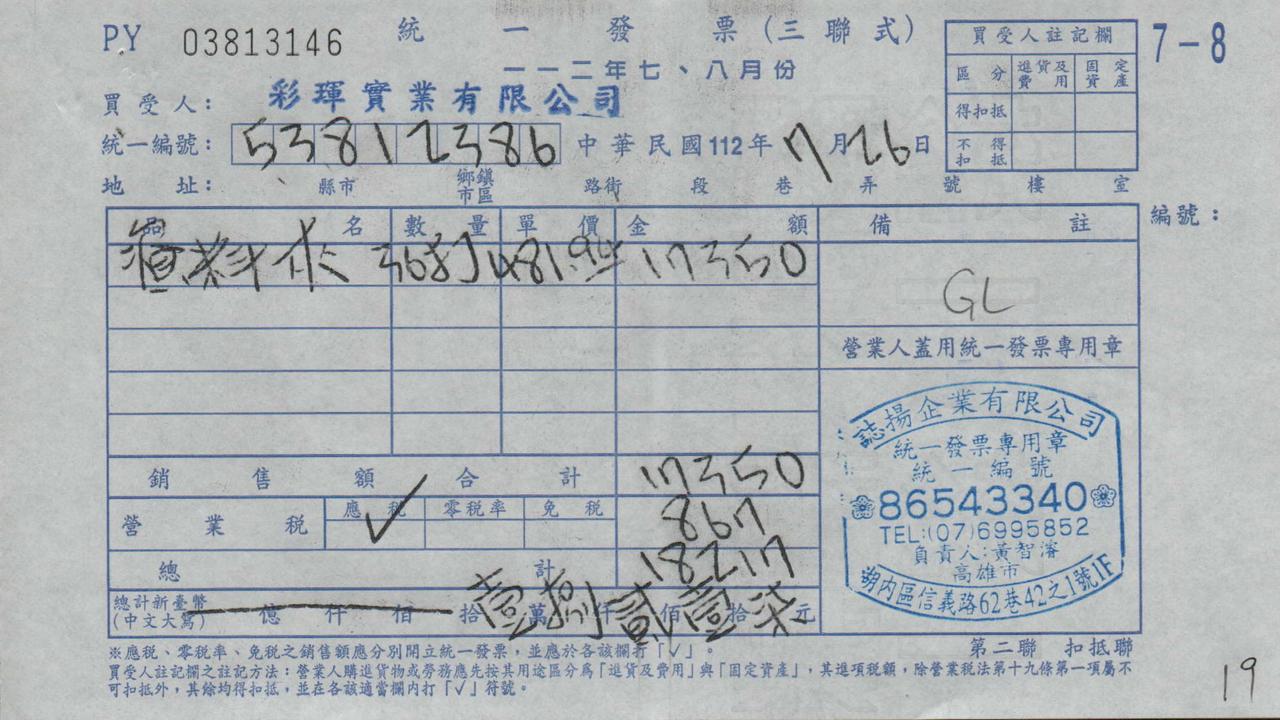 PY 03813146 統一發票(三聯式) 7-8
一一二年七、八月份
買受人: 彩琿實業有限公司
統一編號: 53812386 中華民國112年7月26日
地址: 縣市 鄉鎮市區 路街 段 巷 弄 號 樓 室
買受人註記欄
區分 進貨及費用 固定資產
得扣抵
不得扣抵
品名 數量 單價 金額 備註 編號:
36打 481.94 17350
GL
營業人蓋用統一發票專用章
誌揚企業有限公司
統一發票專用章
統一編號
86543340
TEL:(07)6995852
負責人:黃智濬
高雄市
湖內區信義路62巷42之1號1F
銷售額合計 17350
營業稅 應稅 ✓ 零稅率 免稅 867
總計 18217
總計新臺幣(中文大寫) 億 仟 佰 拾壹萬捌仟貳佰壹拾柒元
※應稅、零稅率、免稅之銷售額應分別開立統一發票,並應於各該欄打「✓」。
第二聯 扣抵聯
買受人註記欄之註記方法:營業人購進貨物或勞務應先按其用途區分為「進貨及費用」與「固定資產」,其進項稅額,除營業稅法第十九條第一項屬不
可扣抵外,其餘均得扣抵,並在各該適當欄內打「✓」符號。
19